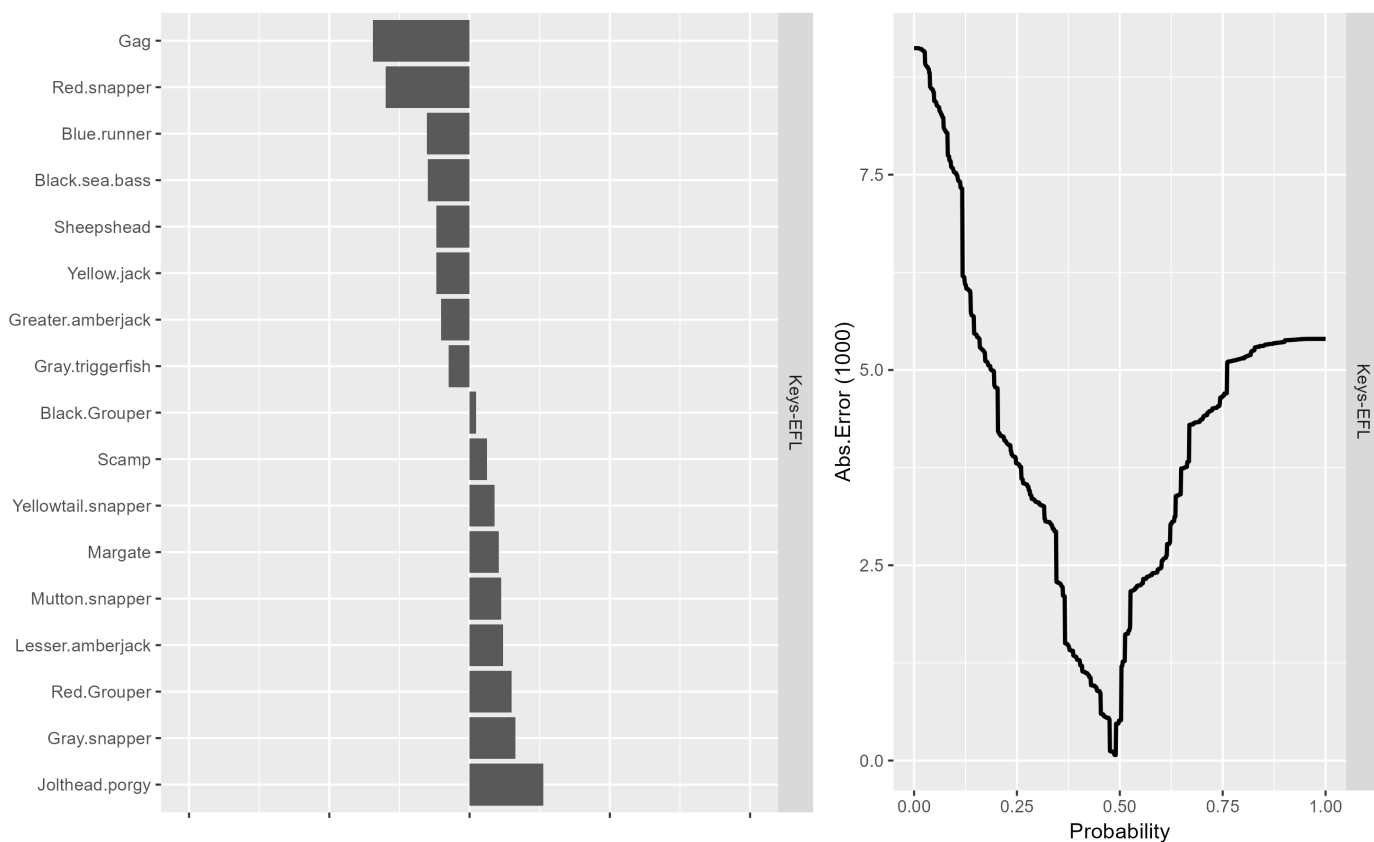 Gag
Red.snapper
Blue.runner
Black.sea.bass
Sheepshead
Yellow.jack
Greater.amberjack
Gray.triggerfish
Black.Grouper
Scamp
Yellowtail.snapper
Margate
Mutton.snapper
Lesser.amberjack
Red.Grouper
Gray.snapper
Jolthead.porgy
Keys-EFL
Abs.Error (1000)
7.5
5.0
2.5
0.0
0.00 0.25 0.50 0.75 1.00
Probability
Keys-EFL